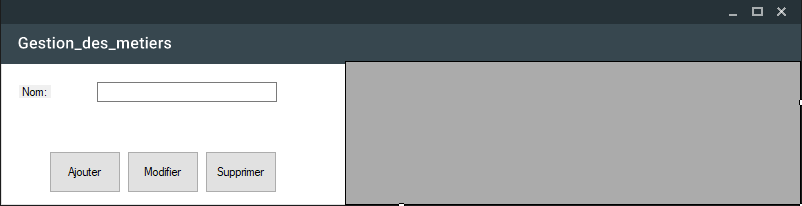 Gestion_des_metiers
Nom:
Ajouter Modifier Supprimer